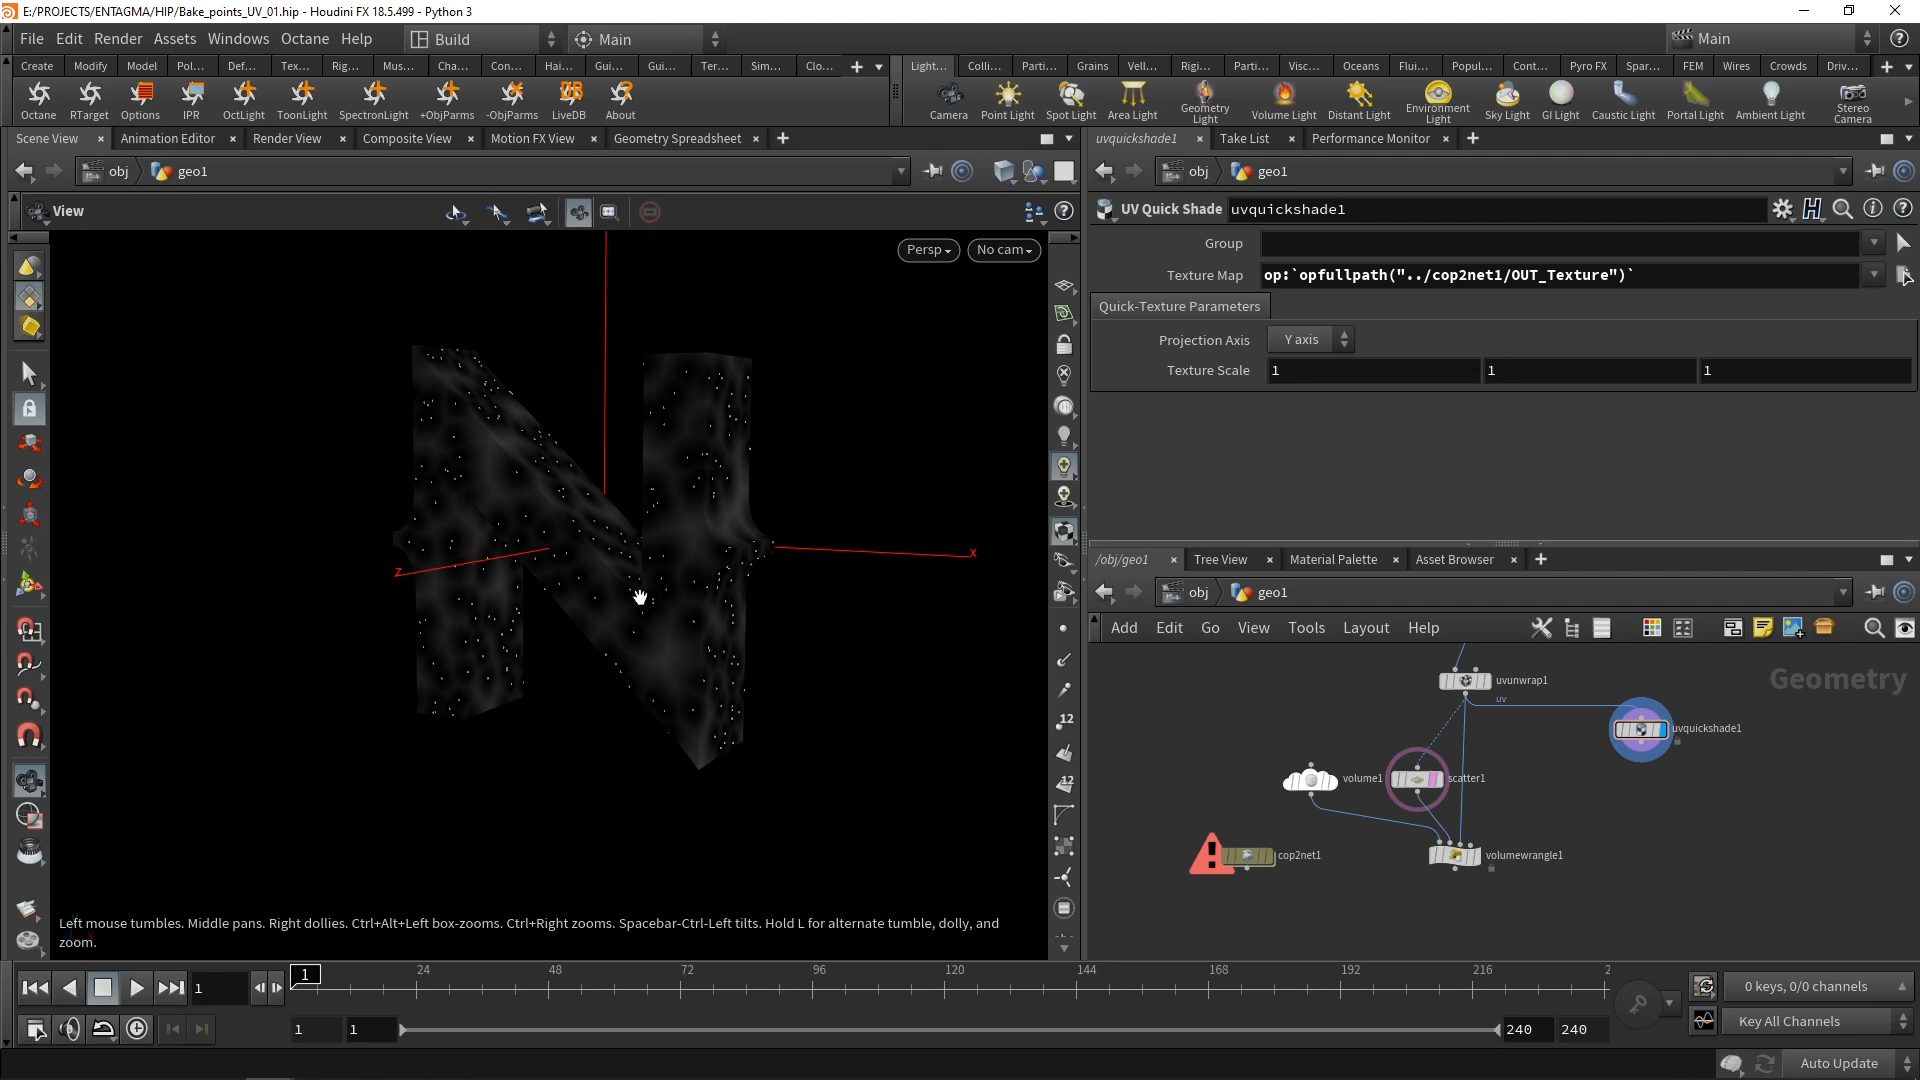 E:/PROJECTS/ENTAGMA/HIP/Bake_points_UV_01.hip - Houdini FX 18.5.499 - Python 3
File Edit Render Assets Windows Octane Help Build Main Main
Create Modify Model Pol... Def... Tex... Rig... Mus... Cha... Con... Hai... Gui... Gui... Ter... Sim... Clo...
Light... Colli... Parti... Grains Vell... Rigi... Parti... Visc... Oceans Flui... Popul... Cont... Pyro FX Spar... FEM Wires Crowds Driv...
Octane RTarget Options IPR OctLight ToonLight SpectronLight +ObjParms -ObjParms LiveDB About
Camera Point Light Spot Light Area Light Geometry Light Volume Light Distant Light Environment Light Sky Light GI Light Caustic Light Portal Light Ambient Light Stereo Camera
Scene View Animation Editor Render View Composite View Motion FX View Geometry Spreadsheet
uvquickshade1 Take List Performance Monitor
obj geo1
obj geo1
View
UV Quick Shade uvquickshade1
Persp No cam
Group
Texture Map op:`opfullpath("../cop2net1/OUT_Texture")`
Quick-Texture Parameters
Projection Axis Y axis
Texture Scale 1 1 1
X
Z
/obj/geo1 Tree View Material Palette Asset Browser
obj geo1
Add Edit Go View Tools Layout Help
Geometry
uvunwrap1
uv
uvquickshade1
volume1 scatter1
cop2net1 volumewrangle1
12
12
Left mouse tumbles. Middle pans. Right dollies. Ctrl+Alt+Left box-zooms. Ctrl+Right zooms. Spacebar-Ctrl-Left tilts. Hold L for alternate tumble, dolly, and
zoom.
1 24 48 72 96 120 144 168 192 216 2
1
0 keys, 0/0 channels
1 1 240 240
Key All Channels
Auto Update